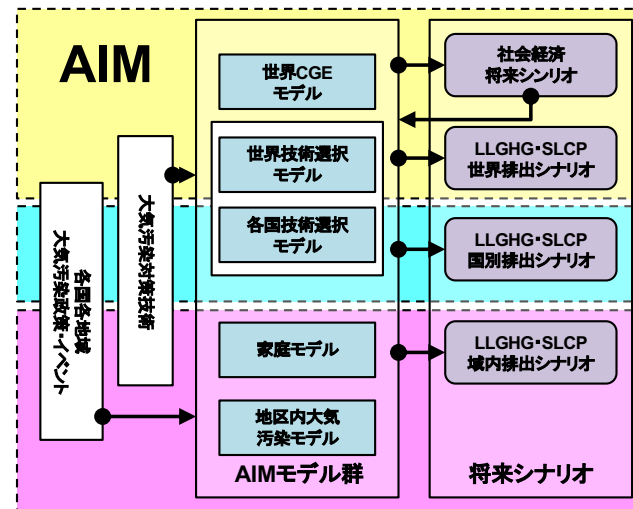 AIM
世界CGE
モデル
世界技術選択
モデル
各国技術選択
モデル
家庭モデル
地区内大気
汚染モデル
AIMモデル群
社会経済
将来シンリオ
LLGHG・SLCP
世界排出シナリオ
LLGHG・SLCP
国別排出シナリオ
LLGHG・SLCP
域内排出シナリオ
将来シナリオ
大気汚染対策技術
各国各地域
大気汚染政策・イベント